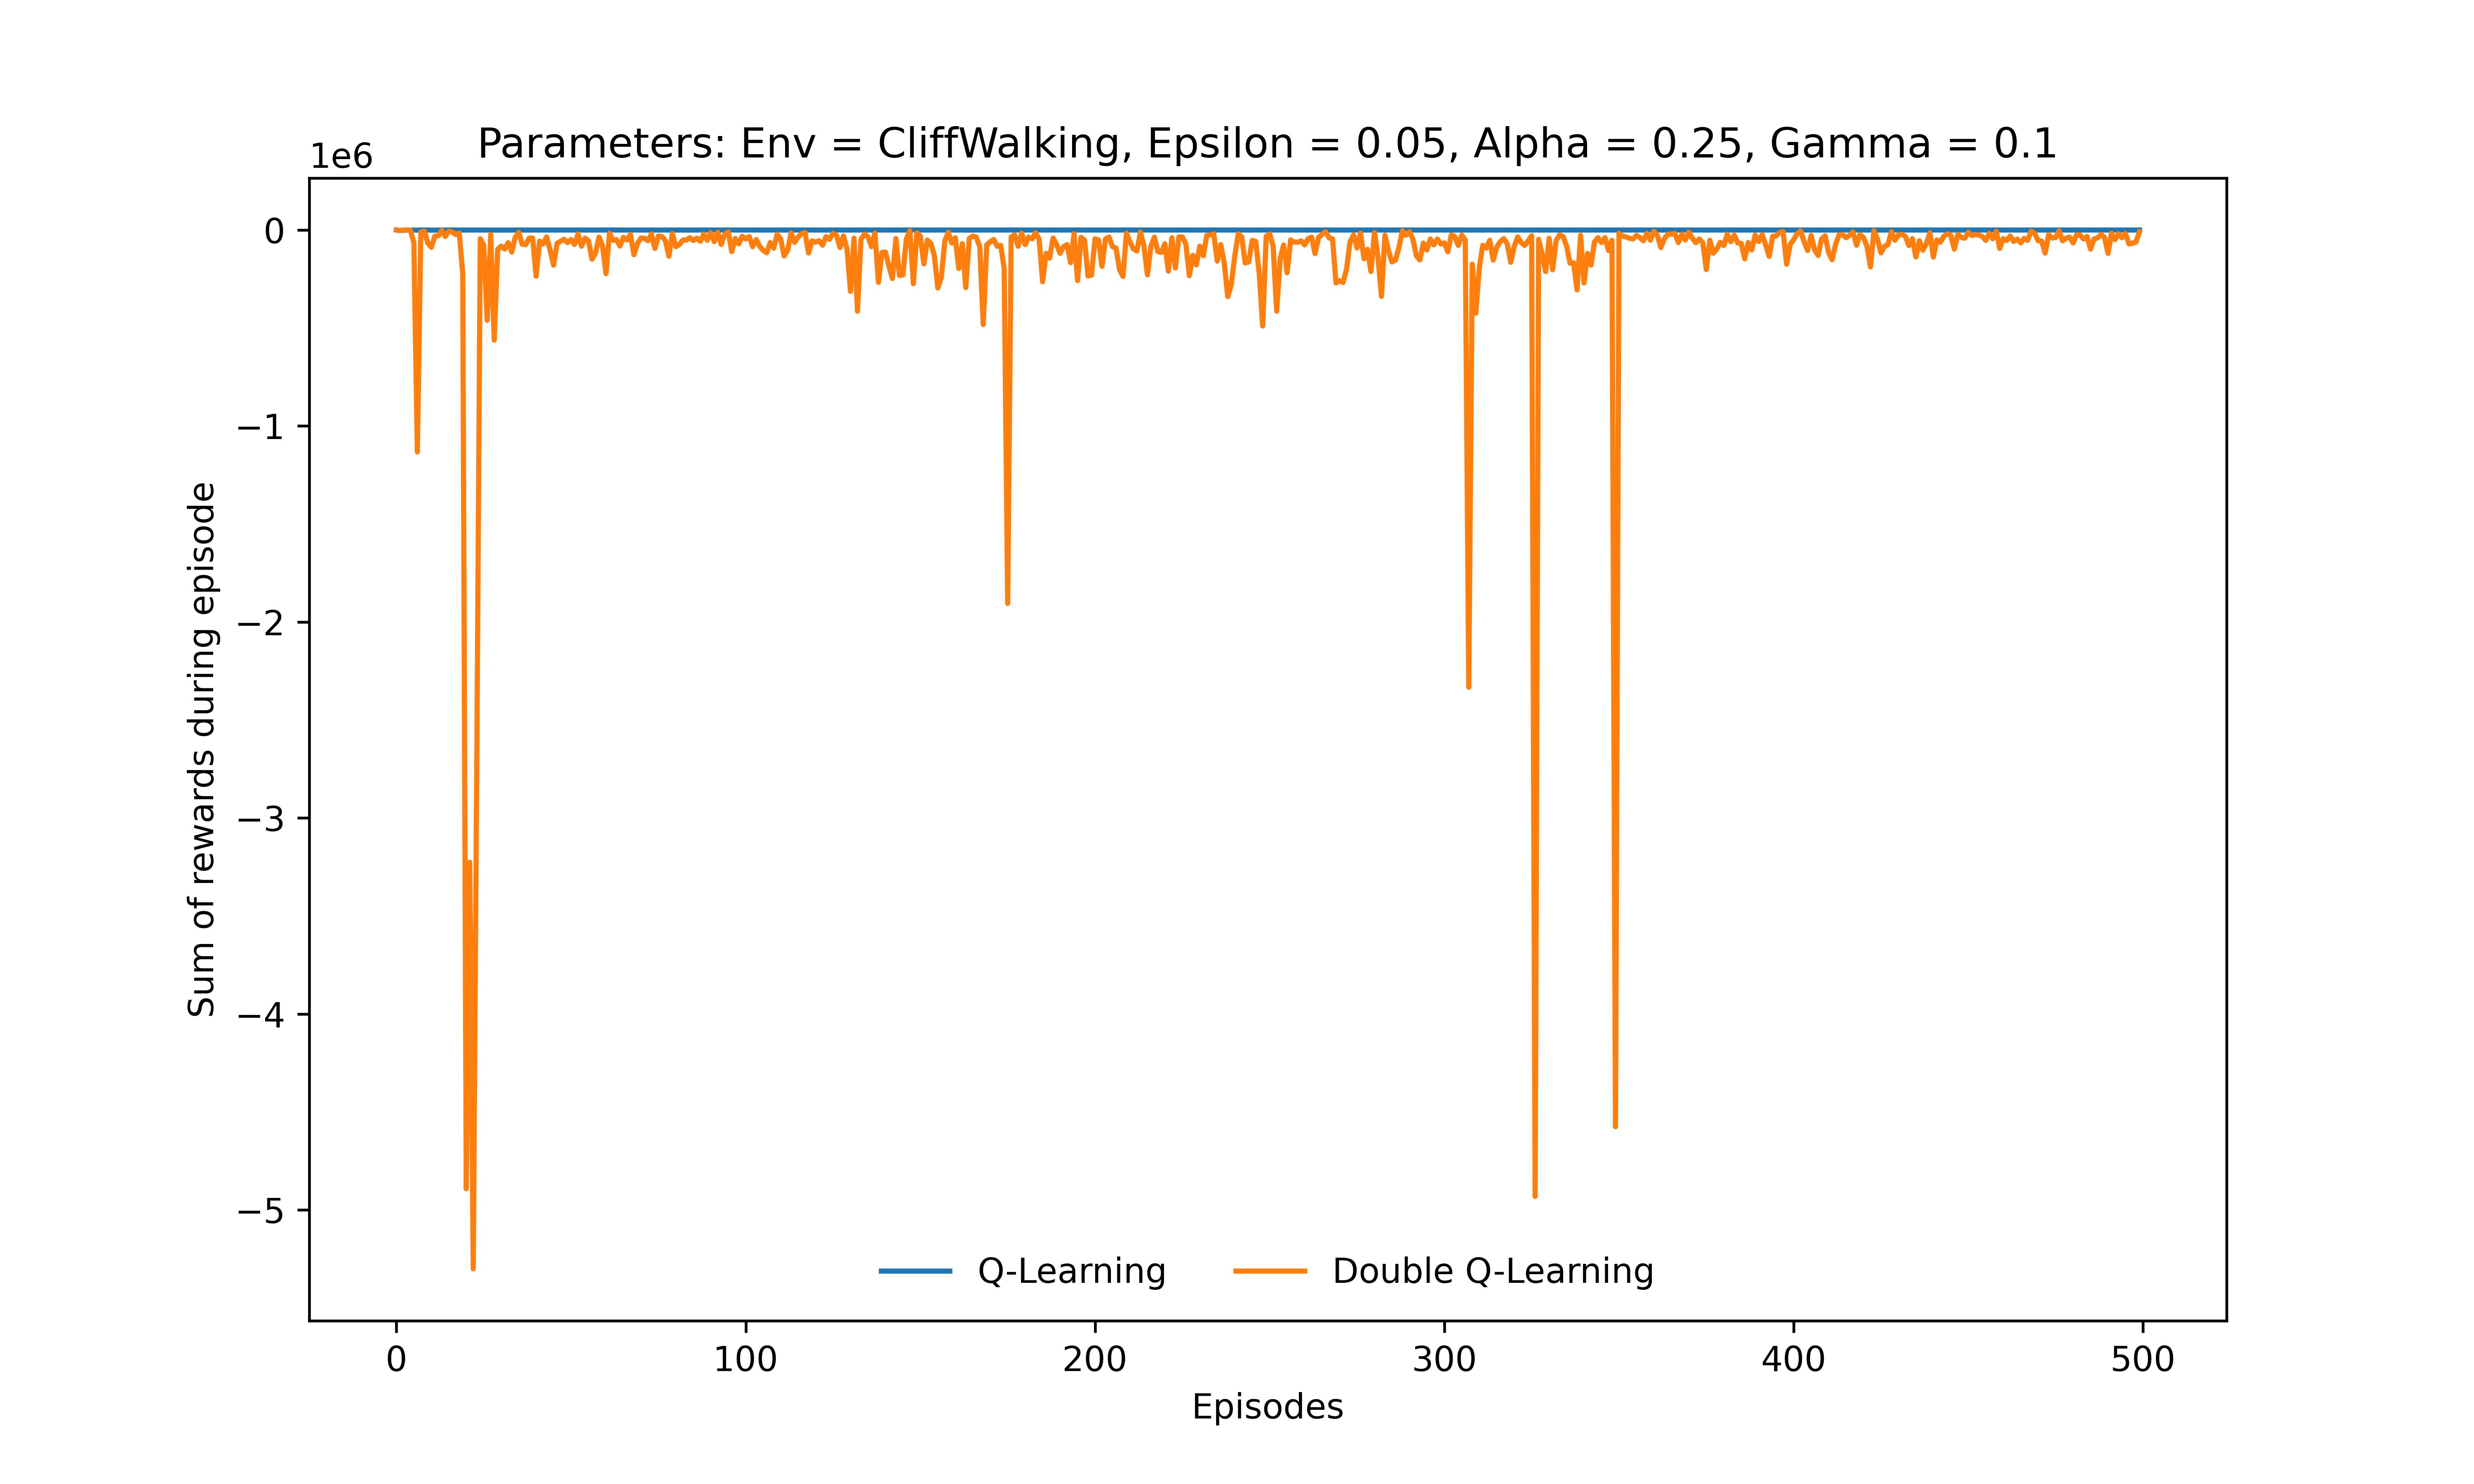 Parameters: Env = CliffWalking, Epsilon = 0.05, Alpha = 0.25, Gamma = 0.1
1e6
0
−1
−2
−3
−4
−5
Sum of rewards during episode
Q-Learning
Double Q-Learning
0 100 200 300 400 500
Episodes